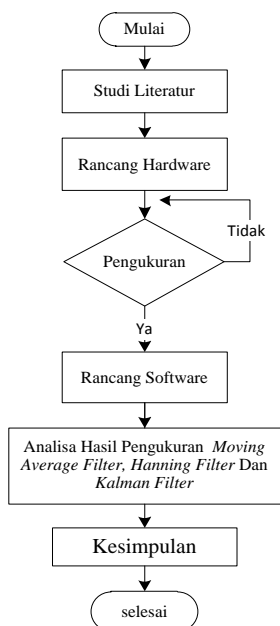 Mulai
Studi Literatur
Rancang Hardware
Tidak
Pengukuran
Ya
Rancang Software
Analisa Hasil Pengukuran Moving
Average Filter, Hanning Filter Dan
Kalman Filter
Kesimpulan
selesai